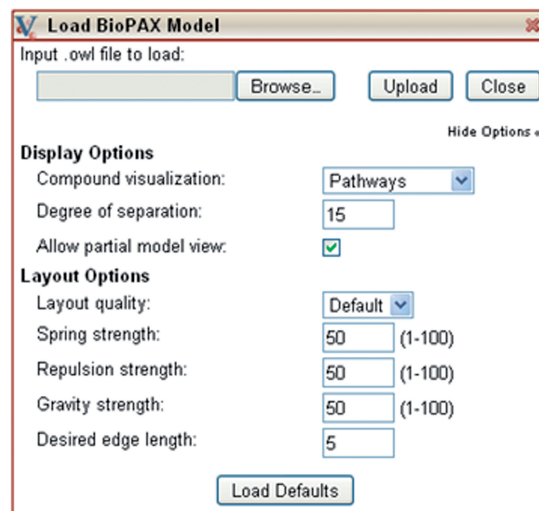 Load BioPAX Model
Input .owl file to load:
Browse... Upload Close
Hide Options «
Display Options
Compound visualization: Pathways
Degree of separation: 15
Allow partial model view:
Layout Options
Layout quality: Default
Spring strength: 50 (1-100)
Repulsion strength: 50 (1-100)
Gravity strength: 50 (1-100)
Desired edge length: 5
Load Defaults